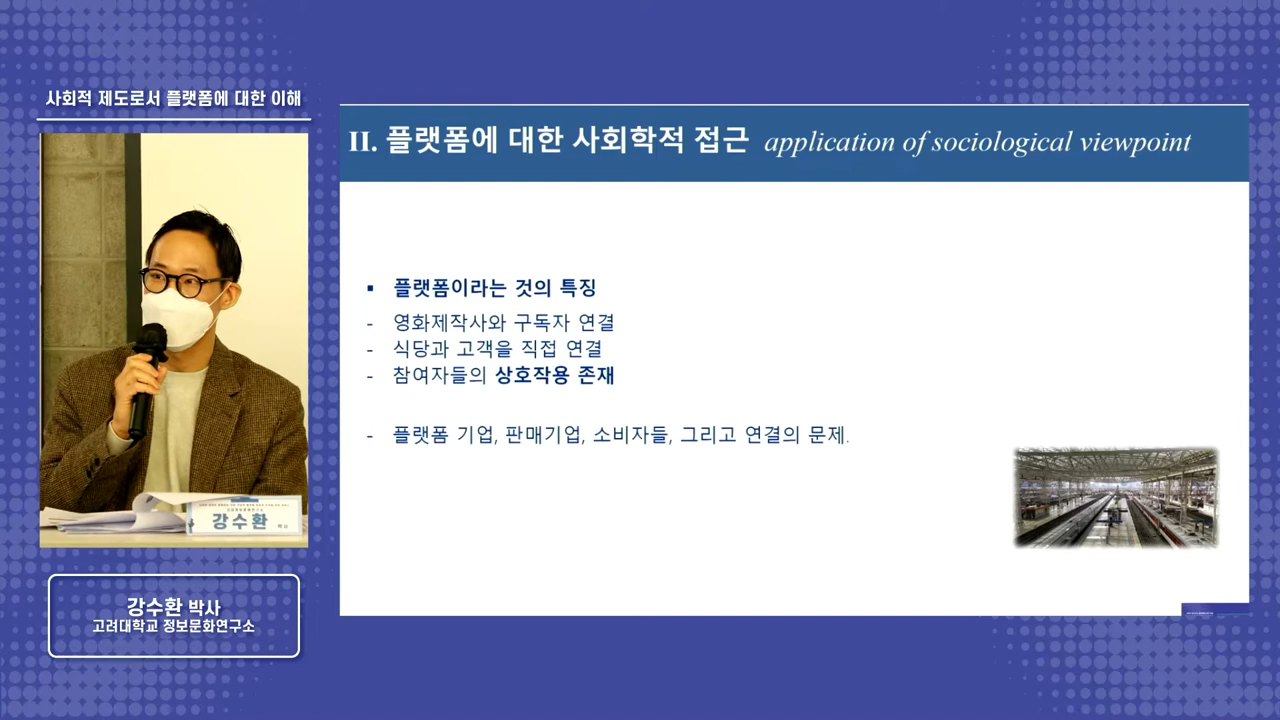 사회적 제도로서 플랫폼에 대한 이해
II. 플랫폼에 대한 사회학적 접근 application of sociological viewpoint
▪ 플랫폼이라는 것의 특징
- 영화제작사와 구독자 연결
- 식당과 고객을 직접 연결
- 참여자들의 상호작용 존재
- 플랫폼 기업, 판매기업, 소비자들, 그리고 연결의 문제.
강수환 박사
강수환 박사
고려대학교 정보문화연구소